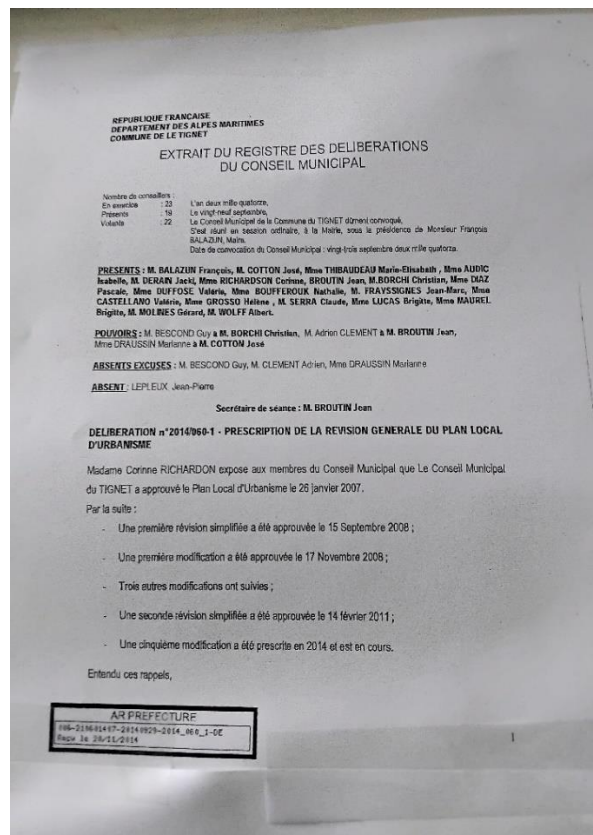 REPUBLIQUE FRANCAISE
DEPARTEMENT DES ALPES MARITIMES
COMMUNE DE LE TIGNET
EXTRAIT DU REGISTRE DES DELIBERATIONS
DU CONSEIL MUNICIPAL
Nombre de conseillers :
En exercice : 23
Présents : 18
Votants : 22
L'an deux mille quatorze,
Le vingt-neuf septembre,
Le Conseil Municipal de la Commune du TIGNET dûment convoqué,
S'est réuni en session ordinaire, à la Mairie, sous la présidence de Monsieur François
BALAZUN, Maire.
Date de convocation du Conseil Municipal : vingt-trois septembre deux mille quatorze.
PRESENTS : M. BALAZUN François, M. COTTON José, Mme THIBAUDEAU Marie-Elisabeth , Mme AUDIC
Isabelle, M. DERAIN Jacki, Mme RICHARDSON Corinne, BROUTIN Jean, M.BORCHI Christian, Mme DIAZ
Pascale, Mme DUFFOSE Valérie, Mme BOUFFEROUK Nathalie, M. FRAYSSIGNES Jean-Marc, Mme
CASTELLANO Valérie, Mme GROSSO Hélène , M. SERRA Claude, Mme LUCAS Brigitte, Mme MAUREL
Brigitte, M. MOLINES Gérard, M. WOLFF Albert.
POUVOIRS : M. BESCOND Guy à M. BORCHI Christian, M. Adrien CLEMENT à M. BROUTIN Jean,
Mme DRAUSSIN Marianne à M. COTTON José
ABSENTS EXCUSES : M. BESCOND Guy, M. CLEMENT Adrien, Mme DRAUSSIN Marianne
ABSENT : LEPLEUX Jean-Pierre
Secrétaire de séance : M. BROUTIN Jean
DELIBERATION n°2014/060-1 - PRESCRIPTION DE LA REVISION GENERALE DU PLAN LOCAL
D'URBANISME
Madame Corinne RICHARDON expose aux membres du Conseil Municipal que Le Conseil Municipal
du TIGNET a approuvé le Plan Local d'Urbanisme le 26 janvier 2007.
Par la suite :
- Une première révision simplifiée a été approuvée le 15 Septembre 2008 ;
- Une première modification a été approuvée le 17 Novembre 2008 ;
- Trois autres modifications ont suivies ;
- Une seconde révision simplifiée a été approuvée le 14 février 2011 ;
- Une cinquième modification a été prescrite en 2014 et est en cours.
Entendu ces rappels,
AR PREFECTURE
006-210601407-20140929-2014_060_1-DE
Reçu le 20/11/2014
1